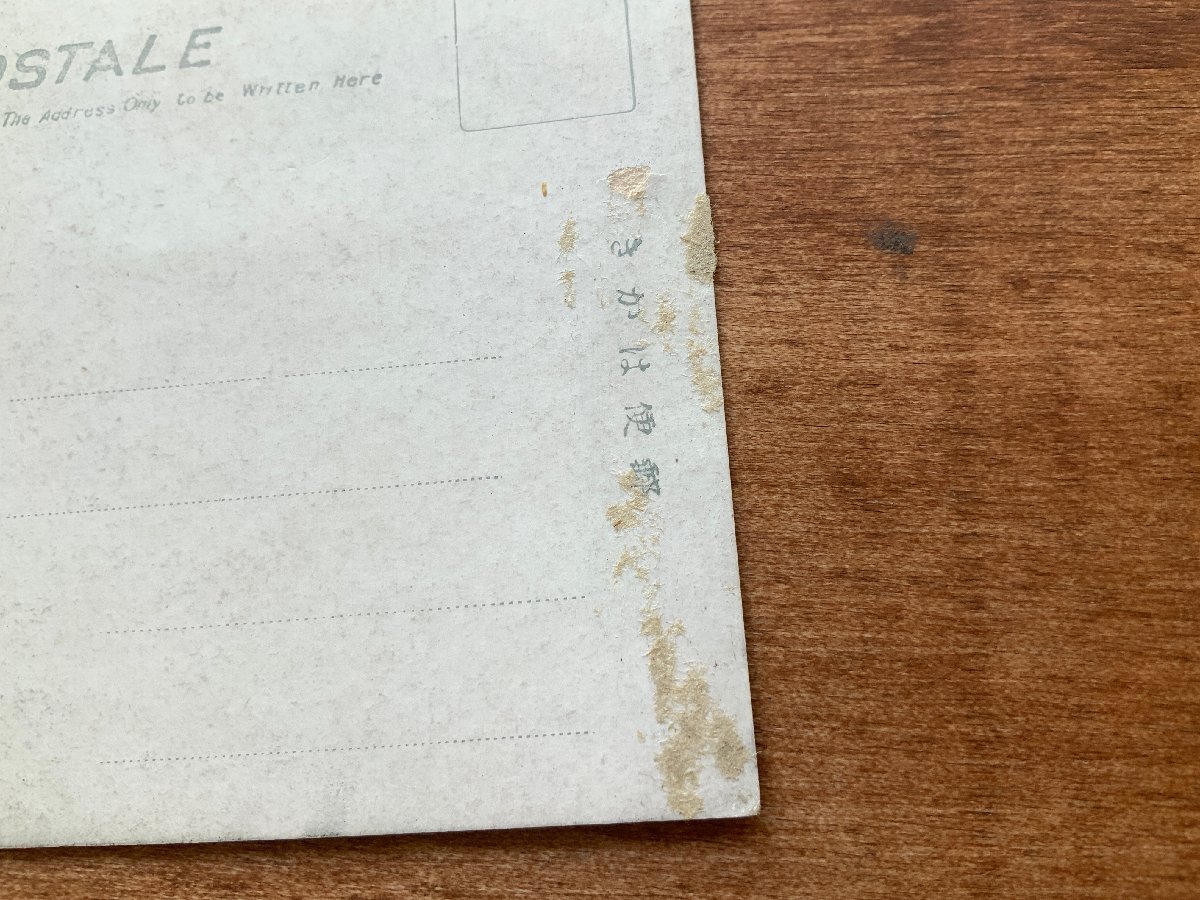 OSTALE
The Address Only to be Written Here
きかは便郵